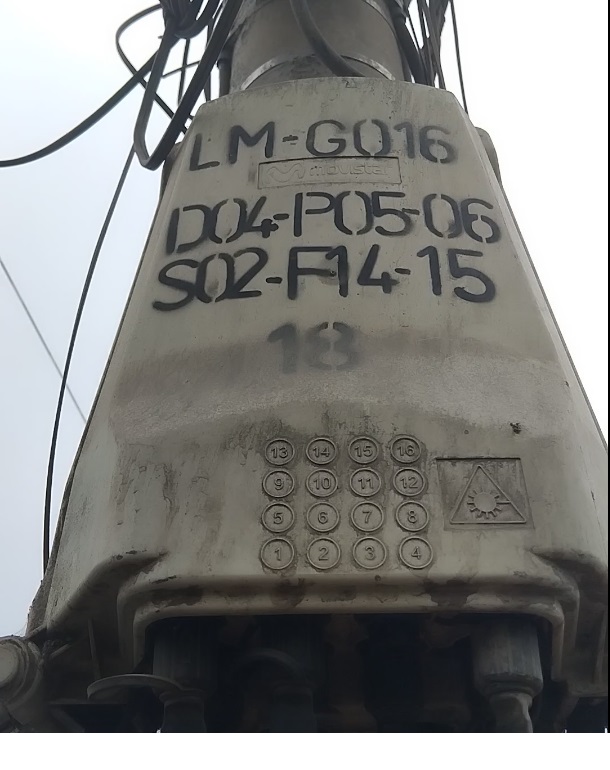 LM-G016
movistar
D04-P05-06
S02-F14-15
18
13 14 15 16
9 10 11 12
5 6 7 8
1 2 3 4